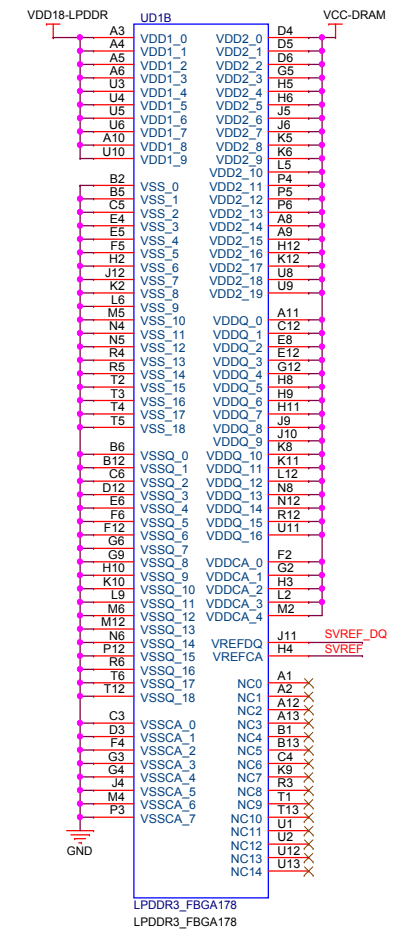 VDD18-LPDDR
VCC-DRAM
UD1B
A3 VDD1_0
A4 VDD1_1
A5 VDD1_2
A6 VDD1_3
U3 VDD1_4
U4 VDD1_5
U5 VDD1_6
U6 VDD1_7
A10 VDD1_8
U10 VDD1_9
B2 VSS_0
B5 VSS_1
C5 VSS_2
E4 VSS_3
E5 VSS_4
F5 VSS_5
H2 VSS_6
J12 VSS_7
K2 VSS_8
L6 VSS_9
M5 VSS_10
N4 VSS_11
N5 VSS_12
R4 VSS_13
R5 VSS_14
T2 VSS_15
T3 VSS_16
T4 VSS_17
T5 VSS_18
B6 VSSQ_0
B12 VSSQ_1
C6 VSSQ_2
D12 VSSQ_3
E6 VSSQ_4
F6 VSSQ_5
F12 VSSQ_6
G6 VSSQ_7
G9 VSSQ_8
H10 VSSQ_9
K10 VSSQ_10
L9 VSSQ_11
M6 VSSQ_12
M12 VSSQ_13
N6 VSSQ_14
P12 VSSQ_15
R6 VSSQ_16
T6 VSSQ_17
T12 VSSQ_18
C3 VSSCA_0
D3 VSSCA_1
F4 VSSCA_2
G3 VSSCA_3
G4 VSSCA_4
J4 VSSCA_5
M4 VSSCA_6
P3 VSSCA_7
GND
VDD2_0 D4
VDD2_1 D5
VDD2_2 D6
VDD2_3 G5
VDD2_4 H5
VDD2_5 H6
VDD2_6 J5
VDD2_7 J6
VDD2_8 K5
VDD2_9 K6
VDD2_10 L5
VDD2_11 P4
VDD2_12 P5
VDD2_13 P6
VDD2_14 A8
VDD2_15 A9
VDD2_16 H12
VDD2_17 K12
VDD2_18 U8
VDD2_19 U9
VDDQ_0 A11
VDDQ_1 C12
VDDQ_2 E8
VDDQ_3 E12
VDDQ_4 G12
VDDQ_5 H8
VDDQ_6 H9
VDDQ_7 H11
VDDQ_8 J9
VDDQ_9 J10
VDDQ_10 K8
VDDQ_11 K11
VDDQ_12 L12
VDDQ_13 N8
VDDQ_14 N12
VDDQ_15 R12
VDDQ_16 U11
VDDCA_0 F2
VDDCA_1 G2
VDDCA_2 H3
VDDCA_3 L2
VDDCA_4 M2
VREFDQ J11 SVREF_DQ
VREFCA H4 SVREF
NC0 A1
NC1 A2
NC2 A12
NC3 A13
NC4 B1
NC5 B13
NC6 C4
NC7 K9
NC8 R3
NC9 T1
NC10 T13
NC11 U1
NC12 U2
NC13 U12
NC14 U13
LPDDR3_FBGA178
LPDDR3_FBGA178